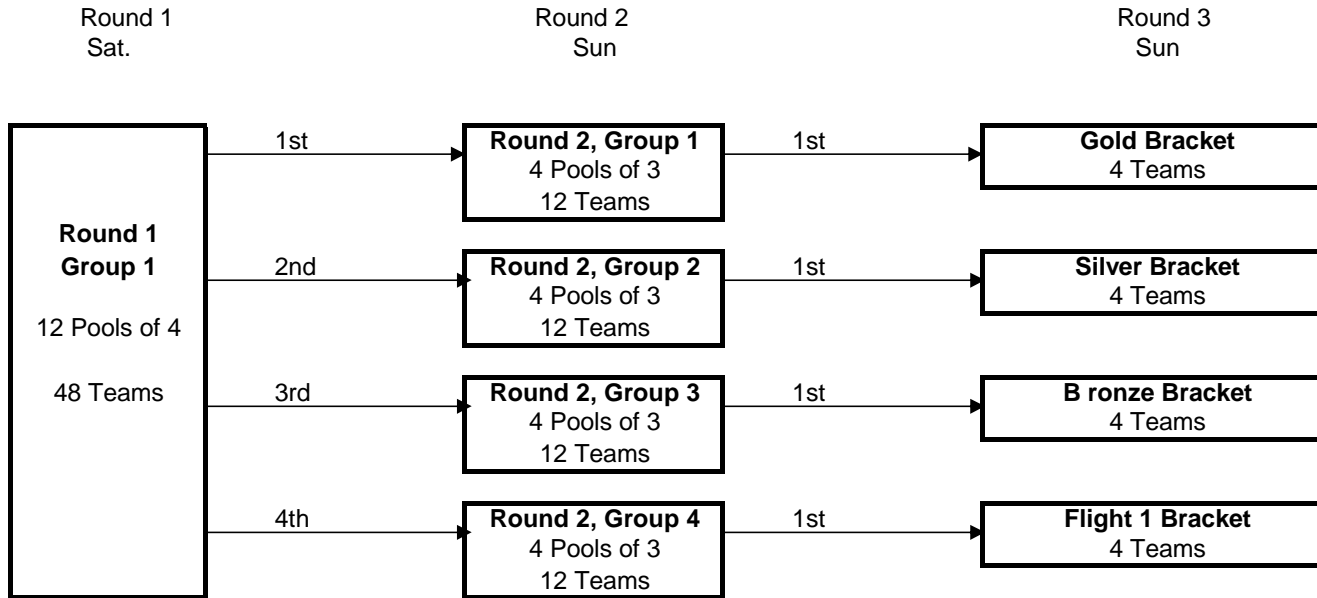 Round 1
Sat.
Round 2
Sun
Round 3
Sun
Round 1
Group 1
12 Pools of 4
48 Teams
1st
Round 2, Group 1
4 Pools of 3
12 Teams
1st
Gold Bracket
4 Teams
2nd
Round 2, Group 2
4 Pools of 3
12 Teams
1st
Silver Bracket
4 Teams
3rd
Round 2, Group 3
4 Pools of 3
12 Teams
1st
B ronze Bracket
4 Teams
4th
Round 2, Group 4
4 Pools of 3
12 Teams
1st
Flight 1 Bracket
4 Teams